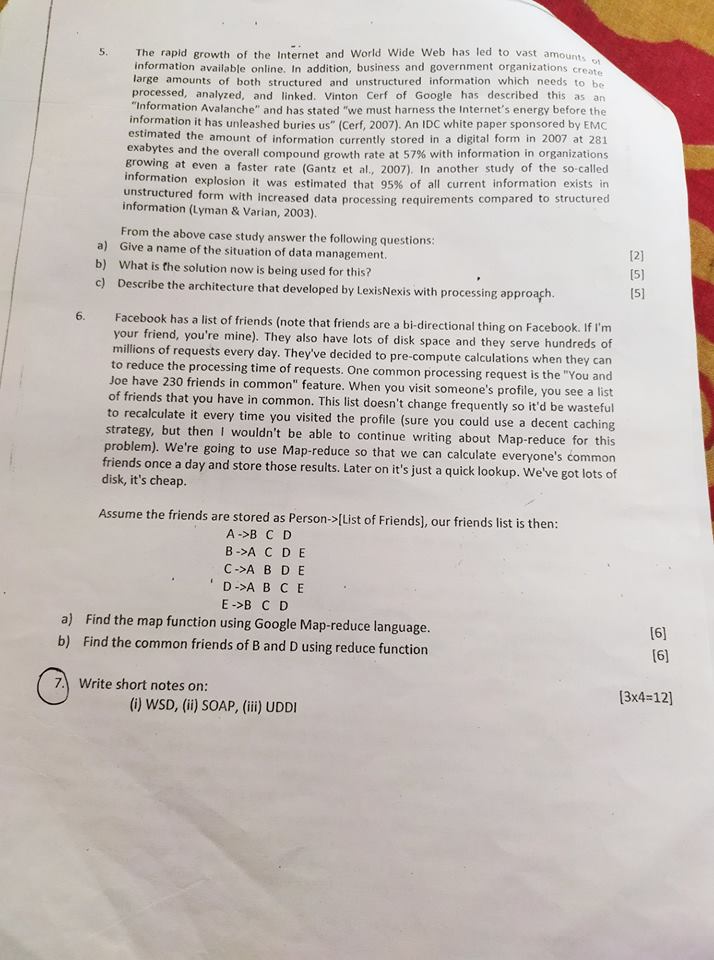 5. The rapid growth of the Internet and World Wide Web has led to vast amounts of
information available online. In addition, business and government organizations create
large amounts of both structured and unstructured information which needs to be
processed, analyzed, and linked. Vinton Cerf of Google has described this as an
"Information Avalanche" and has stated "we must harness the Internet's energy before the
information it has unleashed buries us" (Cerf, 2007). An IDC white paper sponsored by EMC
estimated the amount of information currently stored in a digital form in 2007 at 281
exabytes and the overall compound growth rate at 57% with information in organizations
growing at even a faster rate (Gantz et al., 2007). In another study of the so-called
information explosion it was estimated that 95% of all current information exists in
unstructured form with increased data processing requirements compared to structured
information (Lyman & Varian, 2003).
From the above case study answer the following questions:
a) Give a name of the situation of data management. [2]
b) What is the solution now is being used for this? [5]
c) Describe the architecture that developed by LexisNexis with processing approach. [5]
6. Facebook has a list of friends (note that friends are a bi-directional thing on Facebook. If I'm
your friend, you're mine). They also have lots of disk space and they serve hundreds of
millions of requests every day. They've decided to pre-compute calculations when they can
to reduce the processing time of requests. One common processing request is the "You and
Joe have 230 friends in common" feature. When you visit someone's profile, you see a list
of friends that you have in common. This list doesn't change frequently so it'd be wasteful
to recalculate it every time you visited the profile (sure you could use a decent caching
strategy, but then I wouldn't be able to continue writing about Map-reduce for this
problem). We're going to use Map-reduce so that we can calculate everyone's common
friends once a day and store those results. Later on it's just a quick lookup. We've got lots of
disk, it's cheap.
Assume the friends are stored as Person->[List of Friends], our friends list is then:
A ->B C D
B ->A C D E
C ->A B D E
D ->A B C E
E ->B C D
a) Find the map function using Google Map-reduce language. [6]
b) Find the common friends of B and D using reduce function [6]
7. Write short notes on: [3x4=12]
(i) WSD, (ii) SOAP, (iii) UDDI